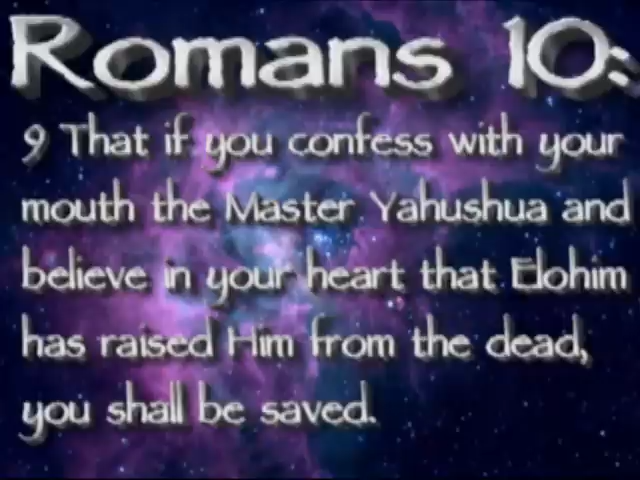 Romans 10:
9 That if you confess with your
mouth the Master Yahushua and
believe in your heart that Elohim
has raised Him from the dead,
you shall be saved.